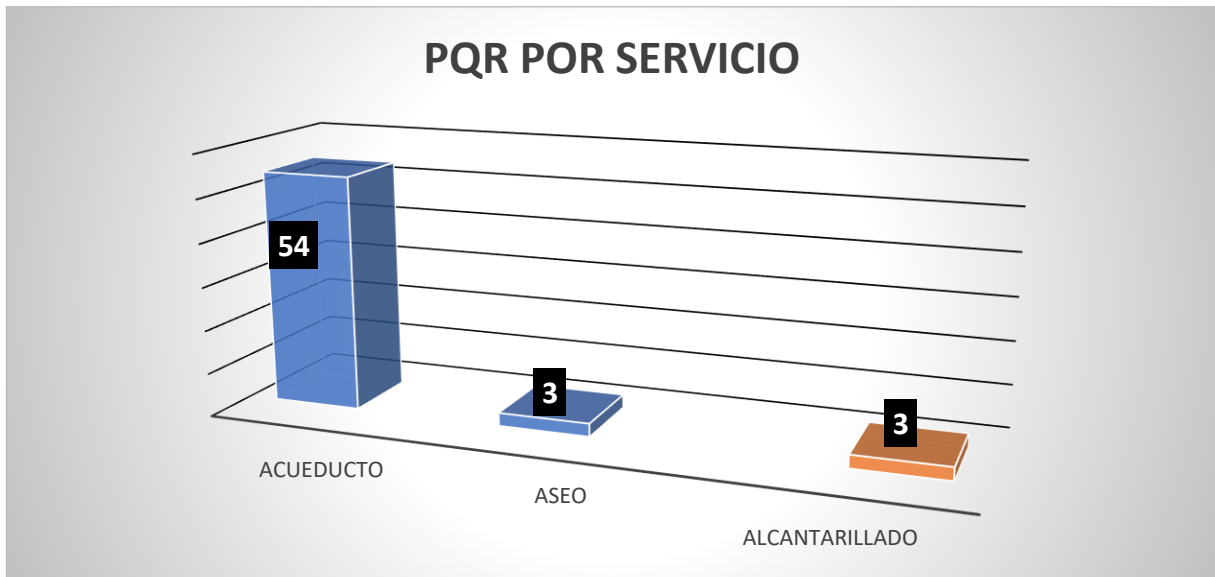 PQR POR SERVICIO
54
3
3
ACUEDUCTO
ASEO
ALCANTARILLADO